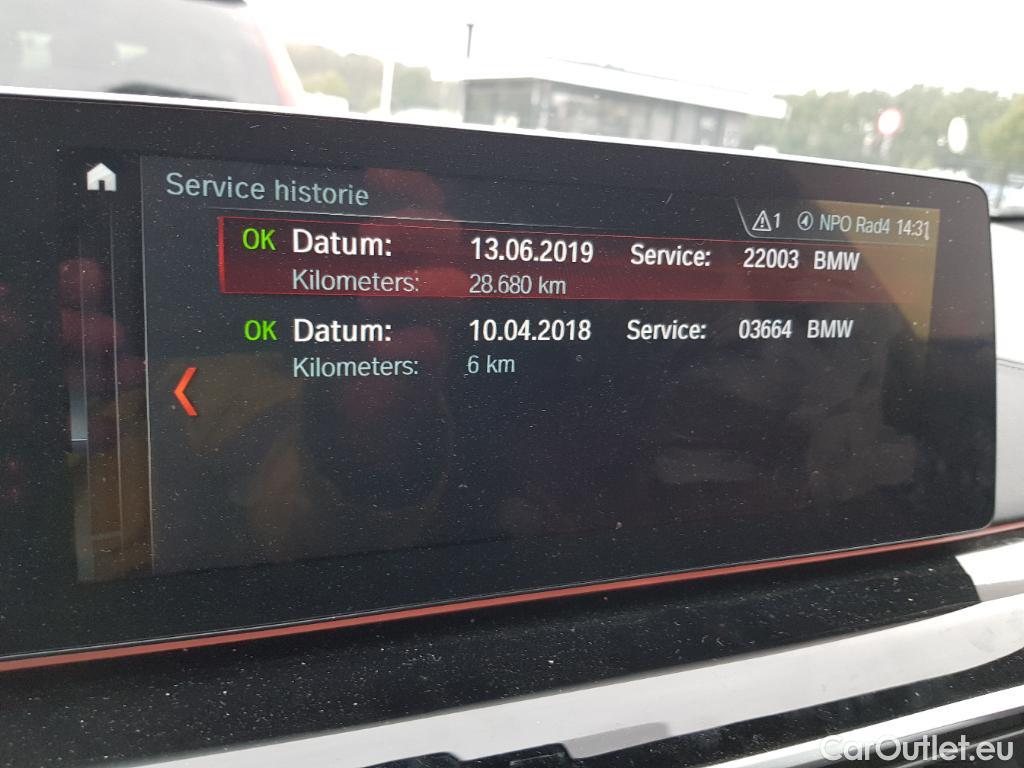 Service historie
1 NPO Rad4 14:31
OK Datum: 13.06.2019 Service: 22003 BMW
Kilometers: 28.680 km
OK Datum: 10.04.2018 Service: 03664 BMW
Kilometers: 6 km
CarOutlet.eu